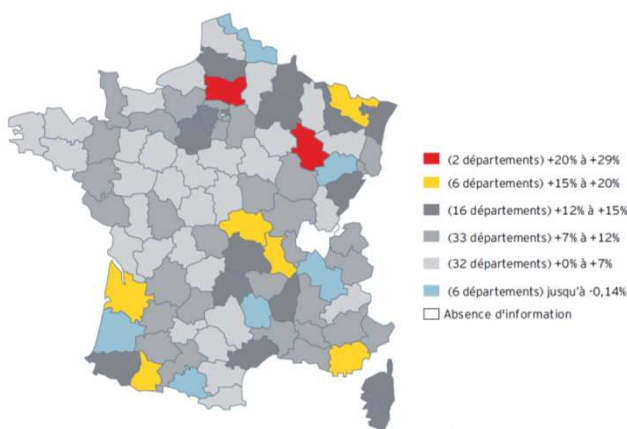 (2 départements) +20% à +29%
(6 départements) +15% à +20%
(16 départements) +12% à +15%
(33 départements) +7% à +12%
(32 départements) +0% à +7%
(6 départements) jusqu'à -0,14%
Absence d'information